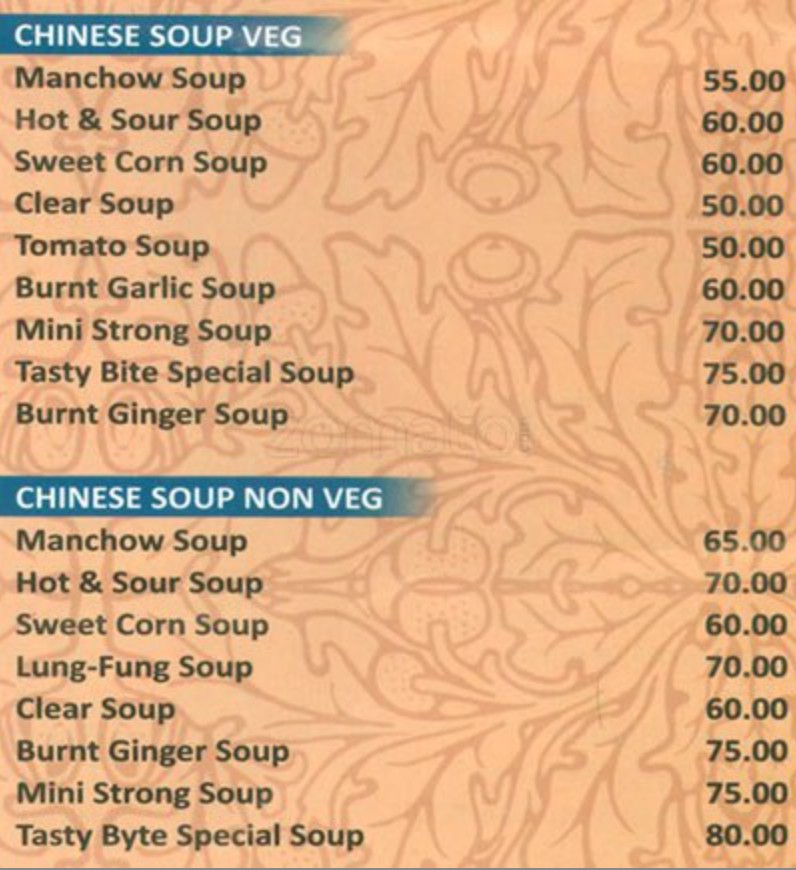 CHINESE SOUP VEG
Manchow Soup 55.00
Hot & Sour Soup 60.00
Sweet Corn Soup 60.00
Clear Soup 50.00
Tomato Soup 50.00
Burnt Garlic Soup 60.00
Mini Strong Soup 70.00
Tasty Bite Special Soup 75.00
Burnt Ginger Soup 70.00
zomato
CHINESE SOUP NON VEG
Manchow Soup 65.00
Hot & Sour Soup 70.00
Sweet Corn Soup 60.00
Lung-Fung Soup 70.00
Clear Soup 60.00
Burnt Ginger Soup 75.00
Mini Strong Soup 75.00
Tasty Byte Special Soup 80.00